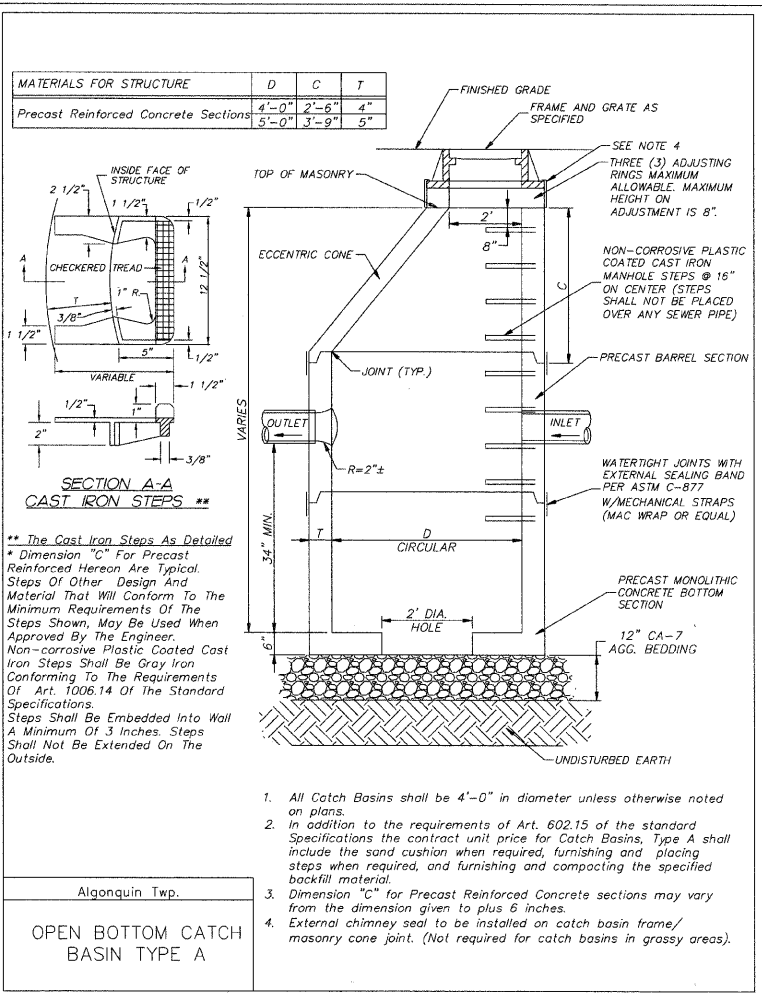 MATERIALS FOR STRUCTURE D C T
Precast Reinforced Concrete Sections 4'-0" 2'-6" 4"
5'-0" 3'-9" 5"
FINISHED GRADE
FRAME AND GRATE AS
SPECIFIED
SEE NOTE 4
THREE (3) ADJUSTING
RINGS MAXIMUM
ALLOWABLE. MAXIMUM
HEIGHT ON
ADJUSTMENT IS 8".
TOP OF MASONRY
2'
8"
C
ECCENTRIC CONE
NON-CORROSIVE PLASTIC
COATED CAST IRON
MANHOLE STEPS @ 16"
ON CENTER (STEPS
SHALL NOT BE PLACED
OVER ANY SEWER PIPE)
JOINT (TYP.)
PRECAST BARREL SECTION
VARIES
OUTLET
INLET
R=2"±
WATERTIGHT JOINTS WITH
EXTERNAL SEALING BAND
PER ASTM C-877
W/MECHANICAL STRAPS
(MAC WRAP OR EQUAL)
34" MIN.
T
D
CIRCULAR
PRECAST MONOLITHIC
CONCRETE BOTTOM
SECTION
2' DIA.
HOLE
6"
12" CA-7
AGG. BEDDING
UNDISTURBED EARTH
INSIDE FACE OF
STRUCTURE
2 1/2"
1 1/2"
1/2"
A
CHECKERED TREAD
A
12 1/2"
1" R.
T
3/8"
1 1/2"
5"
1/2"
VARIABLE
1 1/2"
1/2"
1"
2"
3/8"
SECTION A-A
CAST IRON STEPS **
** The Cast Iron Steps As Detailed
* Dimension "C" For Precast
Reinforced Hereon Are Typical.
Steps Of Other Design And
Material That Will Conform To The
Minimum Requirements Of The
Steps Shown, May Be Used When
Approved By The Engineer.
Non-corrosive Plastic Coated Cast
Iron Steps Shall Be Gray Iron
Conforming To The Requirements
Of Art. 1006.14 Of The Standard
Specifications.
Steps Shall Be Embedded Into Wall
A Minimum Of 3 Inches. Steps
Shall Not Be Extended On The
Outside.
1. All Catch Basins shall be 4'-0" in diameter unless otherwise noted
on plans.
2. In addition to the requirements of Art. 602.15 of the standard
Specifications the contract unit price for Catch Basins, Type A shall
include the sand cushion when required, furnishing and placing
steps when required, and furnishing and compacting the specified
backfill material.
3. Dimension "C" for Precast Reinforced Concrete sections may vary
from the dimension given to plus 6 inches.
4. External chimney seal to be installed on catch basin frame/
masonry cone joint. (Not required for catch basins in grassy areas).
Algonquin Twp.
OPEN BOTTOM CATCH
BASIN TYPE A